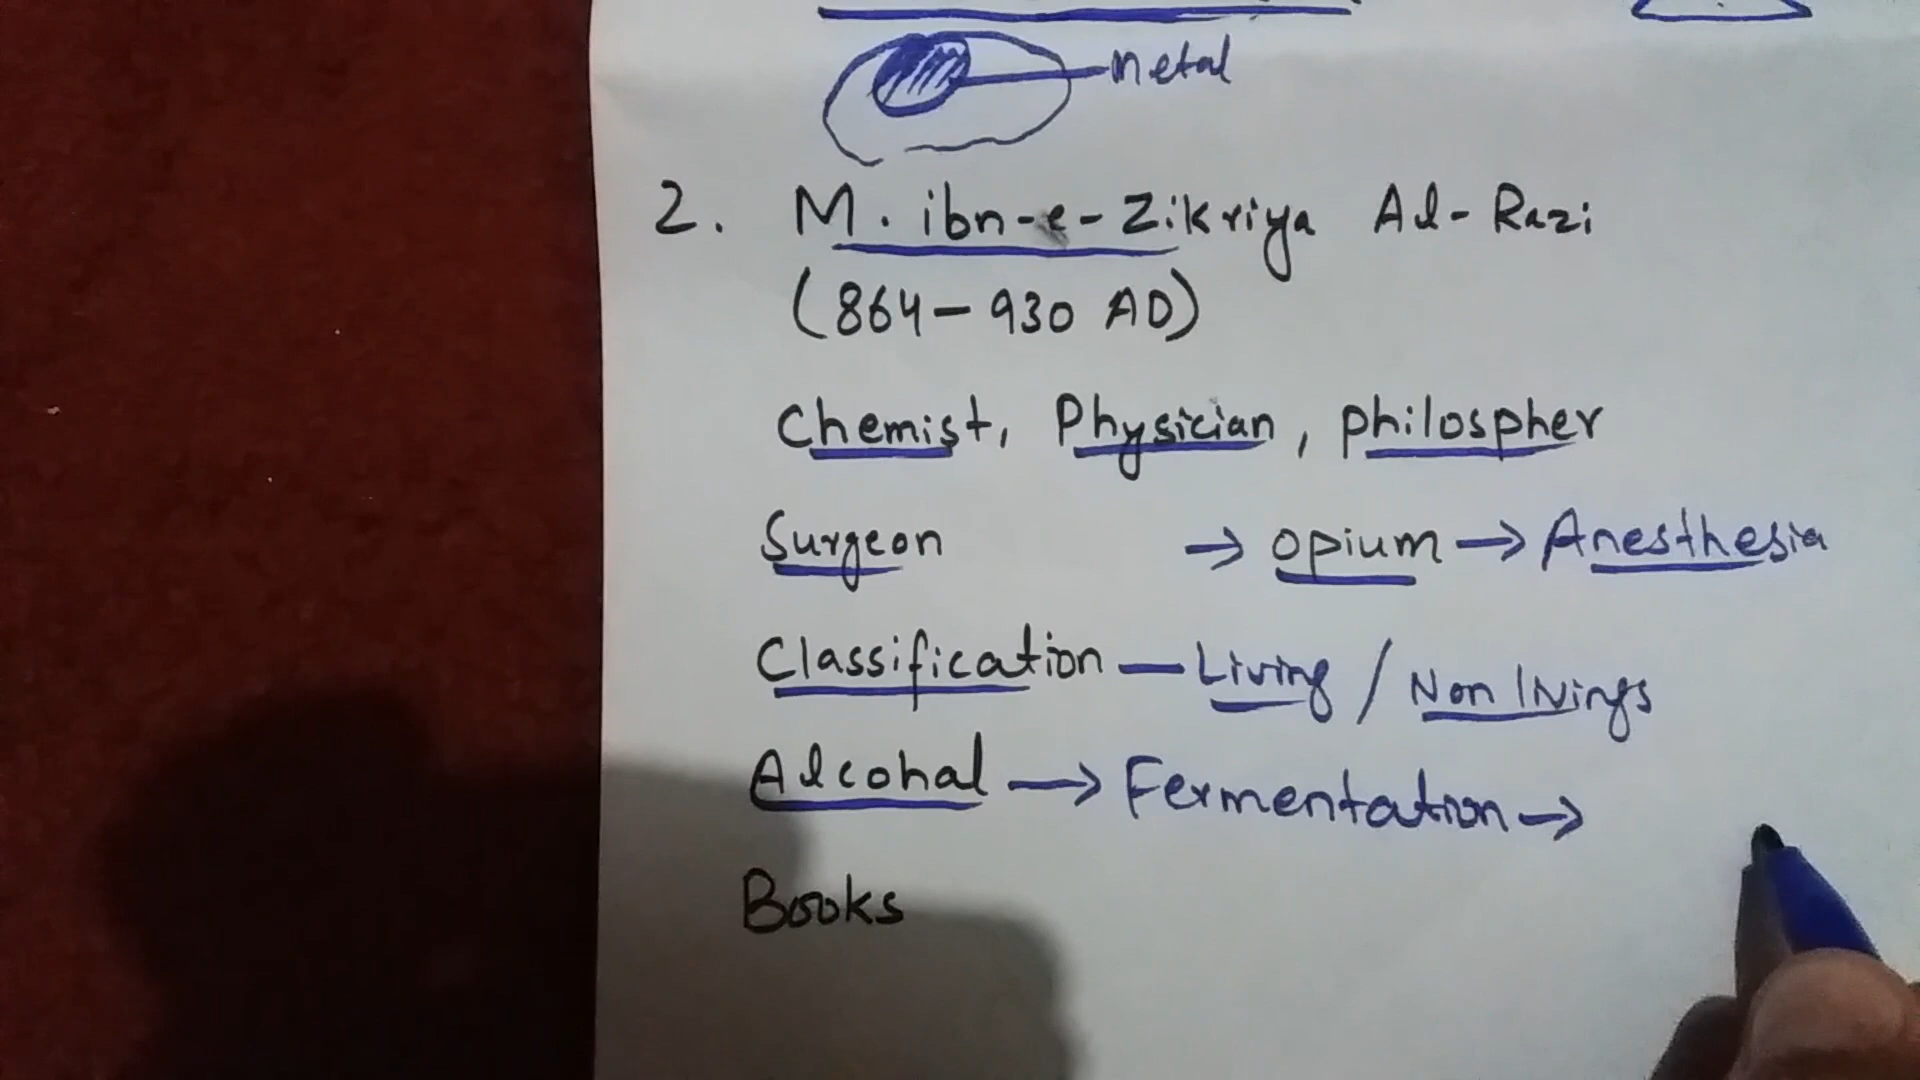 Metal
2. M. ibn-e-Zikriya Al-Razi
(864-930 AD)
Chemist, Physician, philospher
Surgeon → opium → Anesthesia
Classification — Living / Non livings
Alcohal → Fermentation →
Books